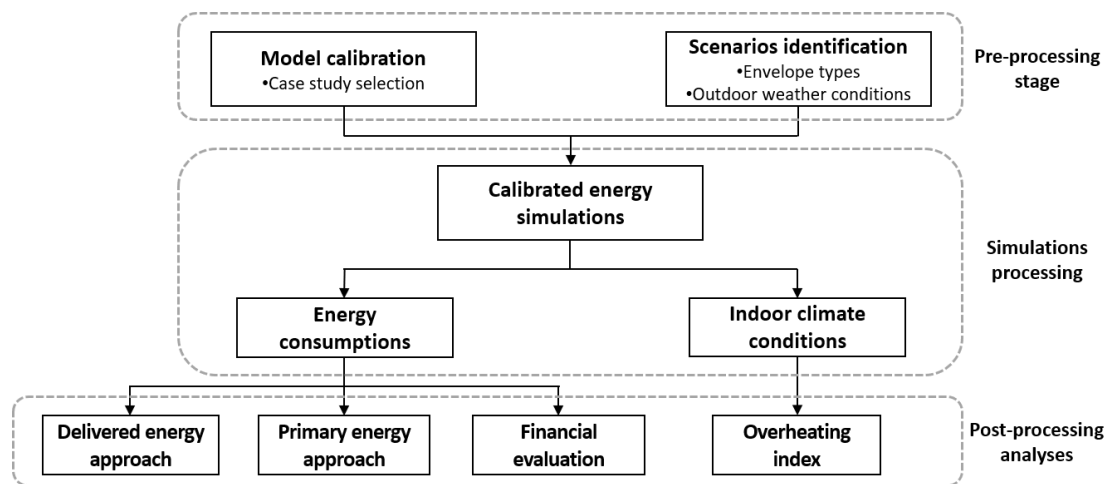 Model calibration
•Case study selection
Scenarios identification
•Envelope types
•Outdoor weather conditions
Pre-processing
stage
Calibrated energy
simulations
Simulations
processing
Energy
consumptions
Indoor climate
conditions
Delivered energy
approach
Primary energy
approach
Financial
evaluation
Overheating
index
Post-processing
analyses